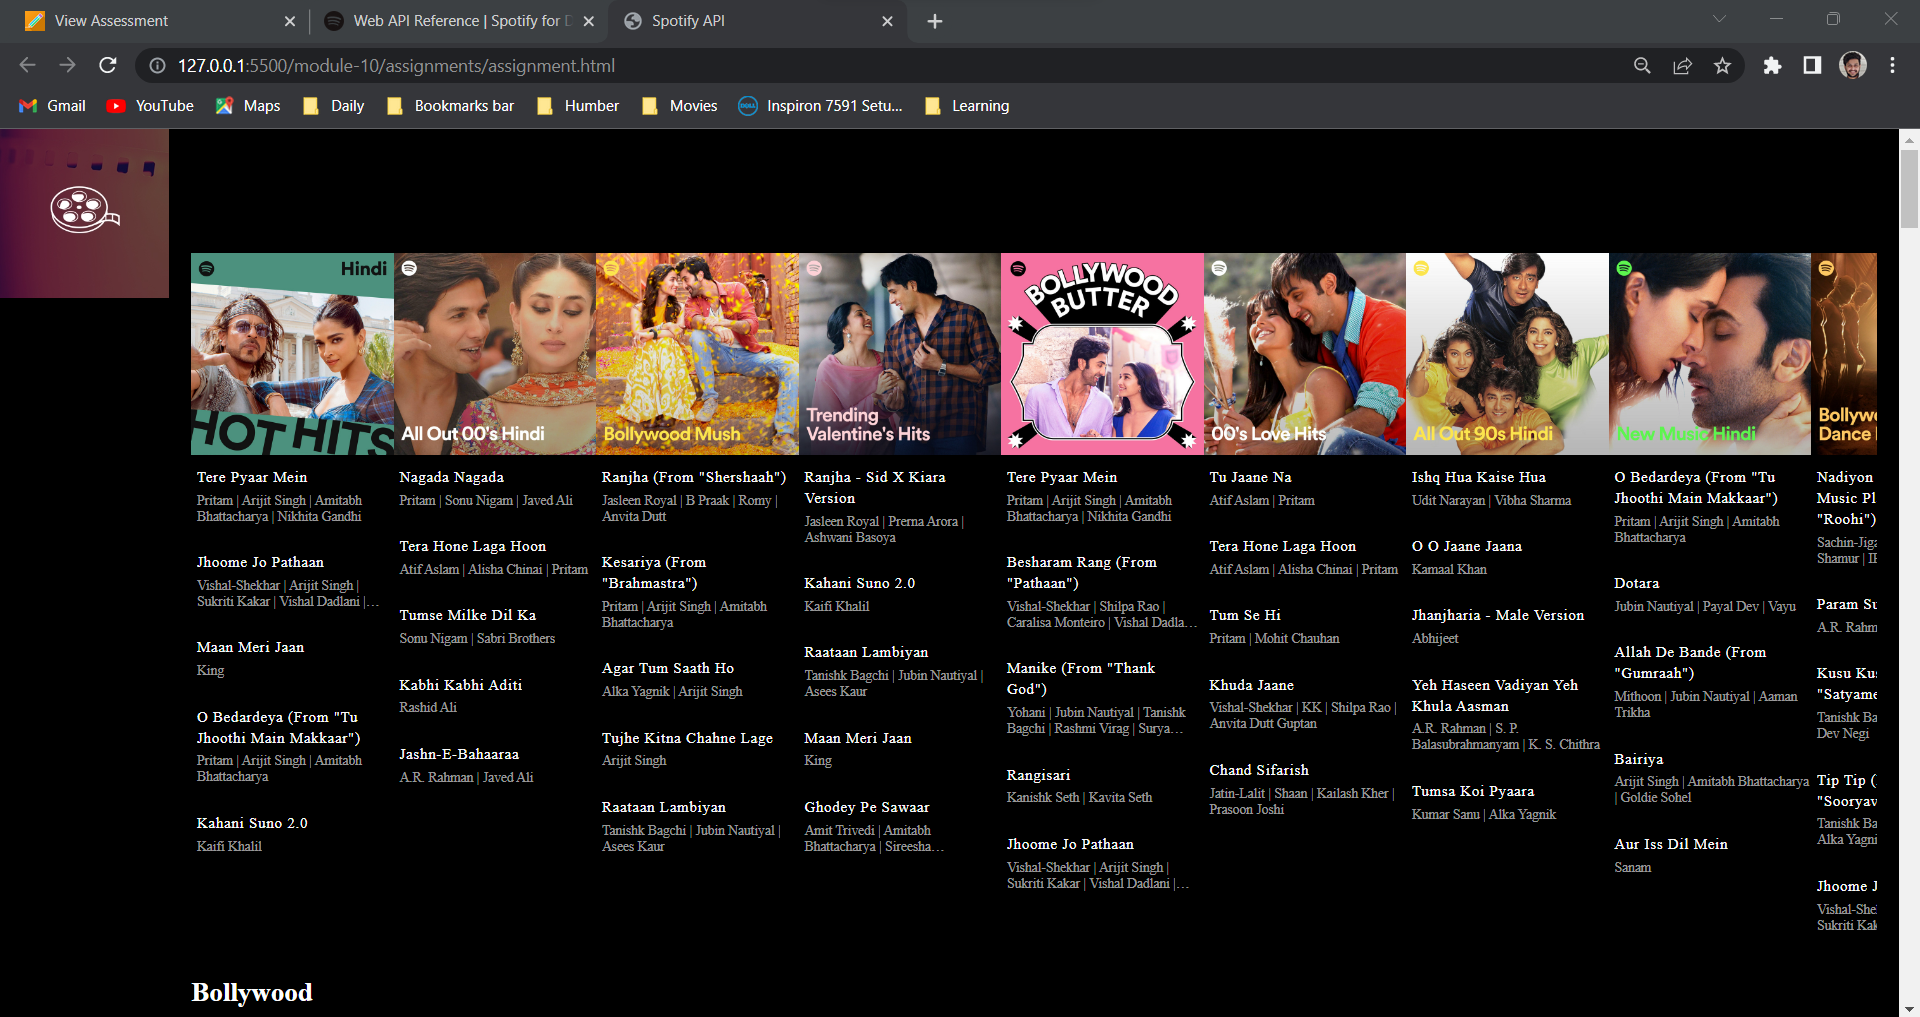 View Assessment
Web API Reference | Spotify for D
Spotify API
127.0.0.1:5500/module-10/assignments/assignment.html
Gmail
YouTube
Maps
Daily
Bookmarks bar
Humber
Movies
DELL
Inspiron 7591 Setu...
Learning
Hindi
HOT HITS
All Out 00's Hindi
Bollywood Mush
Trending
Valentine's Hits
BOLLYWOOD
BUTTER
00's Love Hits
All Out 90s Hindi
New Music Hindi
Bollyw
Dance
Tere Pyaar Mein
Pritam | Arijit Singh | Amitabh
Bhattacharya | Nikhita Gandhi
Jhoome Jo Pathaan
Vishal-Shekhar | Arijit Singh |
Sukriti Kakar | Vishal Dadlani |...
Maan Meri Jaan
King
O Bedardeya (From "Tu
Jhoothi Main Makkaar")
Pritam | Arijit Singh | Amitabh
Bhattacharya
Kahani Suno 2.0
Kaifi Khalil
Nagada Nagada
Pritam | Sonu Nigam | Javed Ali
Tera Hone Laga Hoon
Atif Aslam | Alisha Chinai | Pritam
Tumse Milke Dil Ka
Sonu Nigam | Sabri Brothers
Kabhi Kabhi Aditi
Rashid Ali
Jashn-E-Bahaaraa
A.R. Rahman | Javed Ali
Ranjha (From "Shershaah")
Jasleen Royal | B Praak | Romy |
Anvita Dutt
Kesariya (From
"Brahmastra")
Pritam | Arijit Singh | Amitabh
Bhattacharya
Agar Tum Saath Ho
Alka Yagnik | Arijit Singh
Tujhe Kitna Chahne Lage
Arijit Singh
Raataan Lambiyan
Tanishk Bagchi | Jubin Nautiyal |
Asees Kaur
Ranjha - Sid X Kiara
Version
Jasleen Royal | Prerna Arora |
Ashwani Basoya
Kahani Suno 2.0
Kaifi Khalil
Raataan Lambiyan
Tanishk Bagchi | Jubin Nautiyal |
Asees Kaur
Maan Meri Jaan
King
Ghodey Pe Sawaar
Amit Trivedi | Amitabh
Bhattacharya | Sireesha...
Tere Pyaar Mein
Pritam | Arijit Singh | Amitabh
Bhattacharya | Nikhita Gandhi
Besharam Rang (From
"Pathaan")
Vishal-Shekhar | Shilpa Rao |
Caralisa Monteiro | Vishal Dadla...
Manike (From "Thank
God")
Yohani | Jubin Nautiyal | Tanishk
Bagchi | Rashmi Virag | Surya...
Rangisari
Kanishk Seth | Kavita Seth
Jhoome Jo Pathaan
Vishal-Shekhar | Arijit Singh |
Sukriti Kakar | Vishal Dadlani |...
Tu Jaane Na
Atif Aslam | Pritam
Tera Hone Laga Hoon
Atif Aslam | Alisha Chinai | Pritam
Tum Se Hi
Pritam | Mohit Chauhan
Khuda Jaane
Vishal-Shekhar | KK | Shilpa Rao |
Anvita Dutt Guptan
Chand Sifarish
Jatin-Lalit | Shaan | Kailash Kher |
Prasoon Joshi
Ishq Hua Kaise Hua
Udit Narayan | Vibha Sharma
O O Jaane Jaana
Kamaal Khan
Jhanjharia - Male Version
Abhijeet
Yeh Haseen Vadiyan Yeh
Khula Aasman
A.R. Rahman | S. P.
Balasubrahmanyam | K. S. Chithra
Tumsa Koi Pyaara
Kumar Sanu | Alka Yagnik
O Bedardeya (From "Tu
Jhoothi Main Makkaar")
Pritam | Arijit Singh | Amitabh
Bhattacharya
Dotara
Jubin Nautiyal | Payal Dev | Vayu
Allah De Bande (From
"Gumraah")
Mithoon | Jubin Nautiyal | Aaman
Trikha
Bairiya
Arijit Singh | Amitabh Bhattacharya
| Goldie Sohel
Aur Iss Dil Mein
Sanam
Nadiyon
Music Pl
"Roohi")
Sachin-Jiga
Shamur | IP
Param Su
A.R. Rahm
Kusu Kus
"Satyame
Tanishk Ba
Dev Negi
Tip Tip (
"Sooryav
Tanishk Ba
Alka Yagni
Jhoome J
Vishal-She
Sukriti Kak
Bollywood